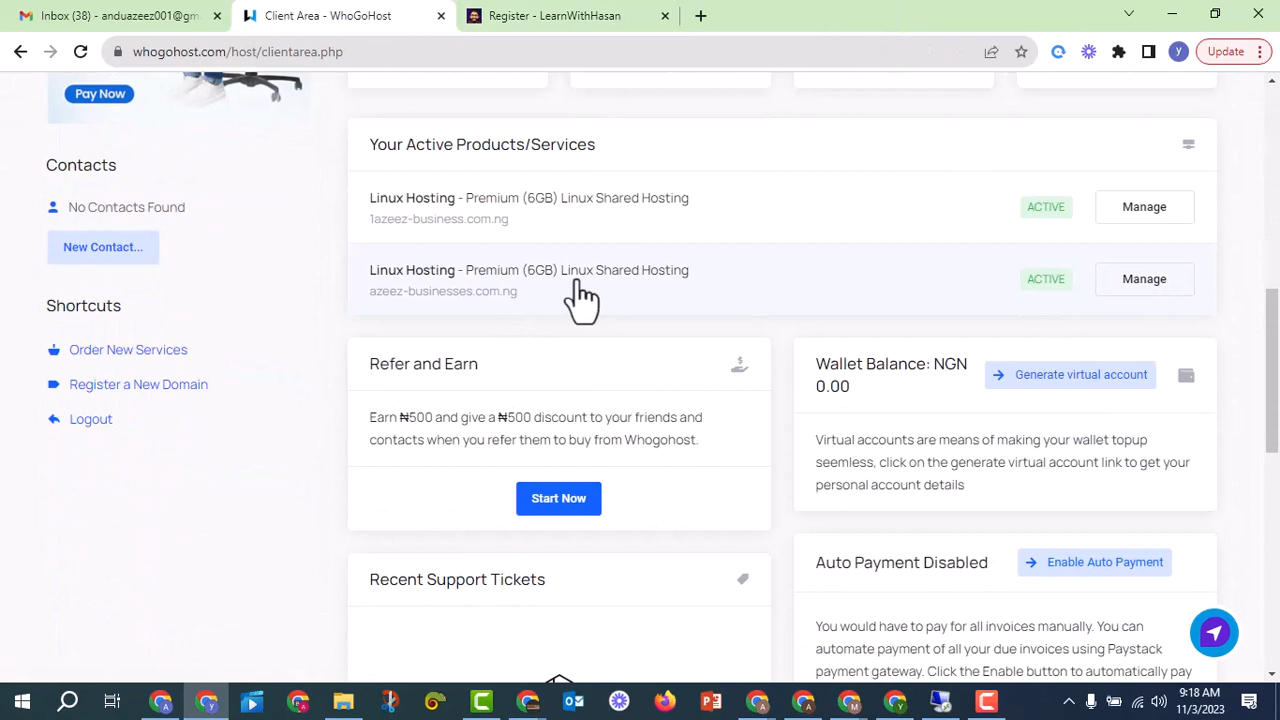 Inbox (38) - anduazeez001@gm
Client Area - WhoGoHost
Register - LearnWithHasan
whogohost.com/host/clientarea.php
y
Update
Pay Now
Contacts
No Contacts Found
New Contact...
Shortcuts
Order New Services
Register a New Domain
Logout
Your Active Products/Services
Linux Hosting - Premium (6GB) Linux Shared Hosting
1azeez-business.com.ng
ACTIVE
Manage
Linux Hosting - Premium (6GB) Linux Shared Hosting
azeez-businesses.com.ng
ACTIVE
Manage
Refer and Earn
Earn ₦500 and give a ₦500 discount to your friends and
contacts when you refer them to buy from Whogohost.
Start Now
Wallet Balance: NGN
0.00
Generate virtual account
Virtual accounts are means of making your wallet topup
seemless, click on the generate virtual account link to get your
personal account details
Recent Support Tickets
Auto Payment Disabled
Enable Auto Payment
You would have to pay for all invoices manually. You can
automate payment of all your due invoices using Paystack
payment gateway. Click the Enable button to automatically pay
9:18 AM
11/3/2023